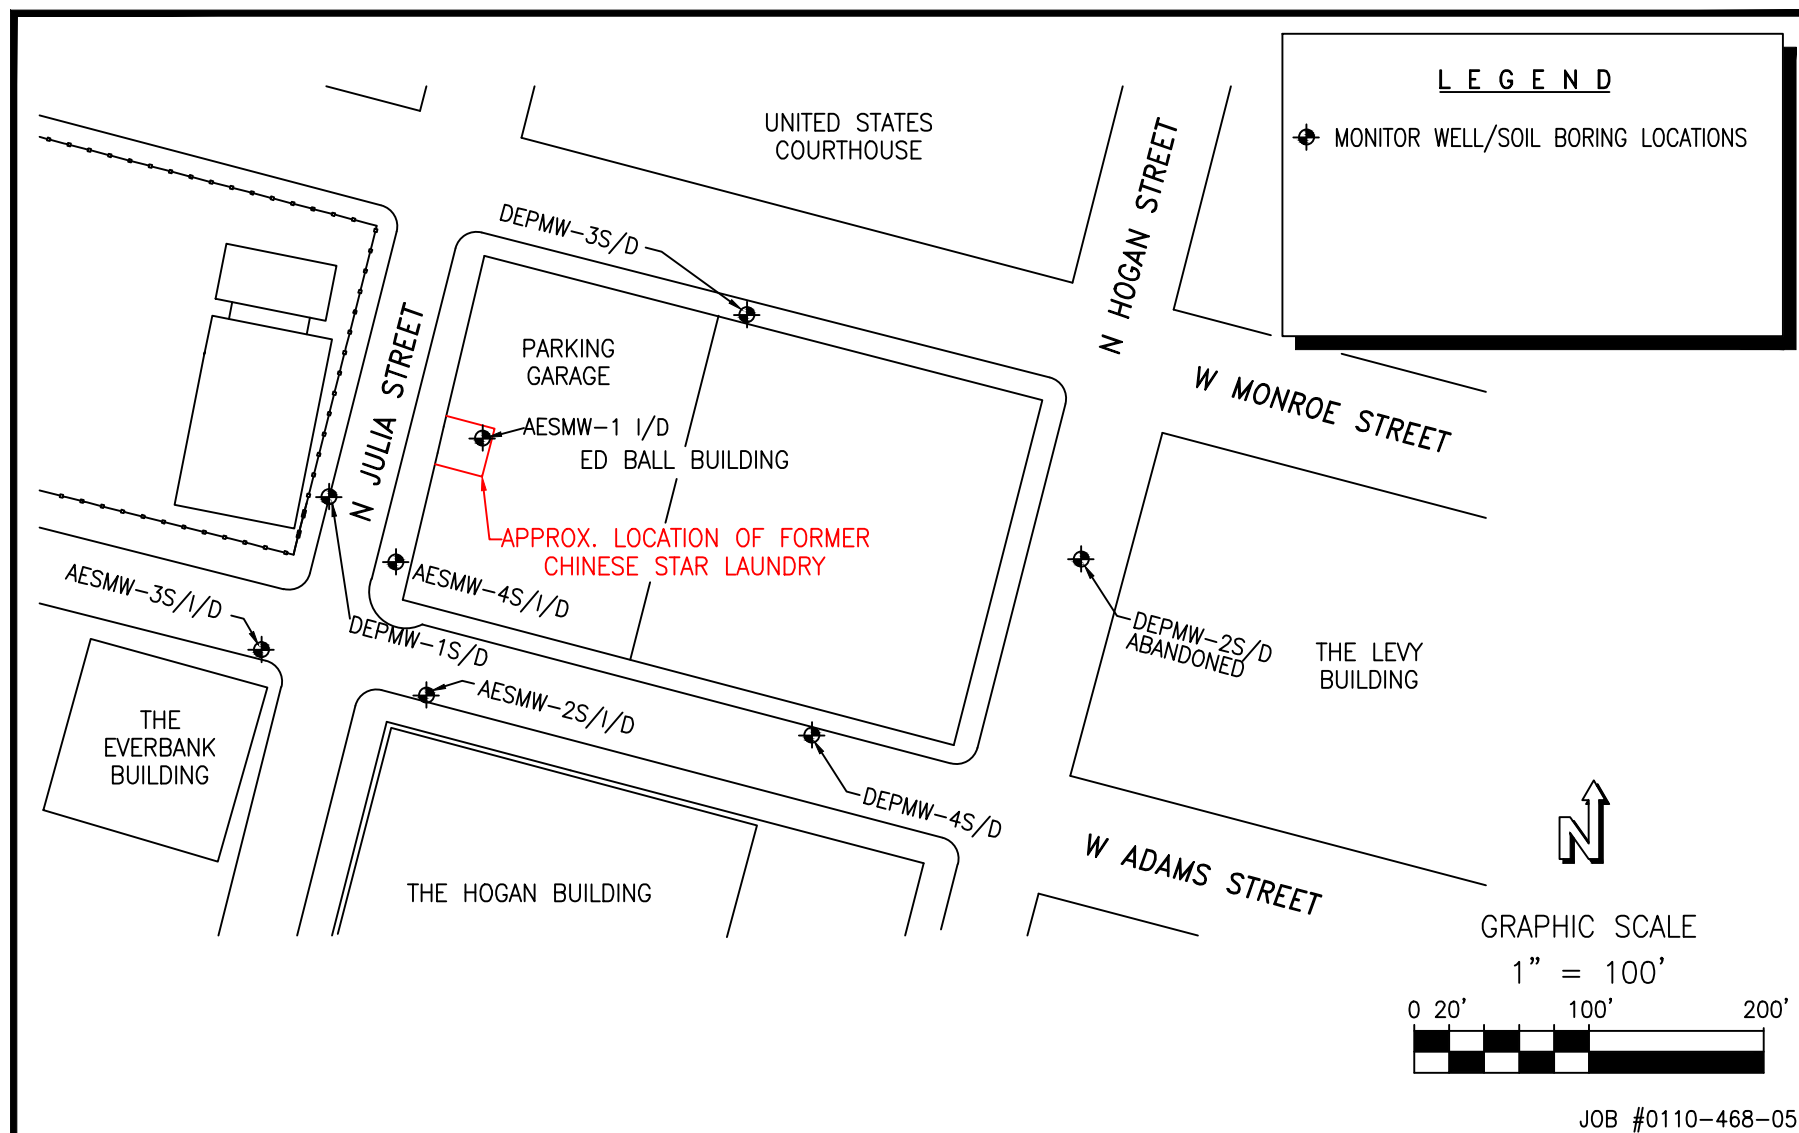 L E G E N D
MONITOR WELL/SOIL BORING LOCATIONS
UNITED STATES
COURTHOUSE
N HOGAN STREET
DEPMW-3S/D
N JULIA STREET
PARKING
GARAGE
W MONROE STREET
AESMW-1 I/D
ED BALL BUILDING
APPROX. LOCATION OF FORMER
CHINESE STAR LAUNDRY
AESMW-3S/I/D
AESMW-4S/I/D
DEPMW-1S/D
DEPMW-2S/D
ABANDONED
THE LEVY
BUILDING
AESMW-2S/I/D
THE
EVERBANK
BUILDING
DEPMW-4S/D
W ADAMS STREET
THE HOGAN BUILDING
N
GRAPHIC SCALE
1" = 100'
0 20' 100' 200'
JOB #0110-468-05